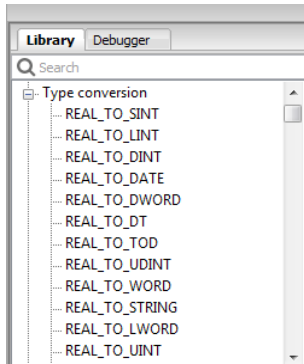 Library Debugger
Search
Type conversion
REAL_TO_SINT
REAL_TO_LINT
REAL_TO_DINT
REAL_TO_DATE
REAL_TO_DWORD
REAL_TO_DT
REAL_TO_TOD
REAL_TO_UDINT
REAL_TO_WORD
REAL_TO_STRING
REAL_TO_LWORD
REAL_TO_UINT